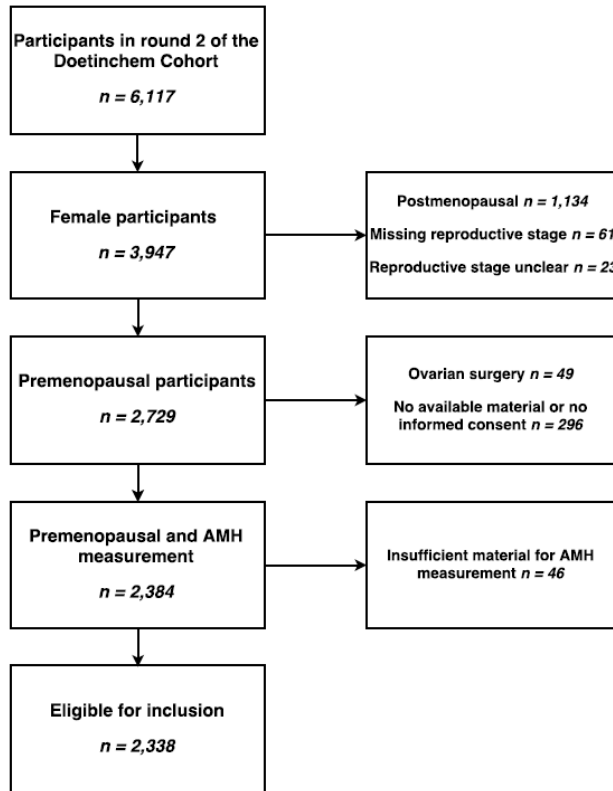 Participants in round 2 of the
Doetinchem Cohort
n = 6,117
Female participants
n = 3,947
Postmenopausal n = 1,134
Missing reproductive stage n = 61
Reproductive stage unclear n = 23
Premenopausal participants
n = 2,729
Ovarian surgery n = 49
No available material or no
informed consent n = 296
Premenopausal and AMH
measurement
n = 2,384
Insufficient material for AMH
measurement n = 46
Eligible for inclusion
n = 2,338